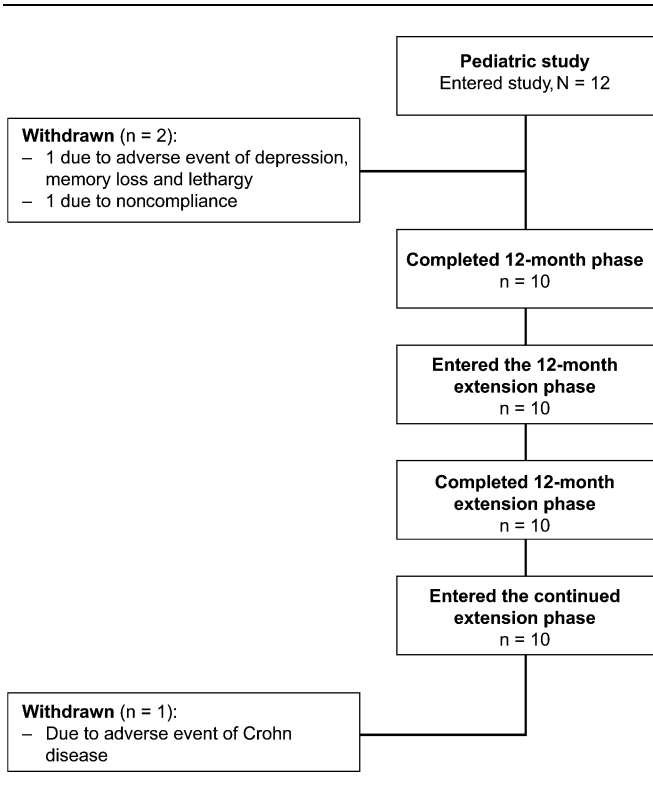 Pediatric study
Entered study, N = 12
Withdrawn (n = 2):
– 1 due to adverse event of depression,
memory loss and lethargy
– 1 due to noncompliance
Completed 12-month phase
n = 10
Entered the 12-month
extension phase
n = 10
Completed 12-month
extension phase
n = 10
Entered the continued
extension phase
n = 10
Withdrawn (n = 1):
– Due to adverse event of Crohn
disease